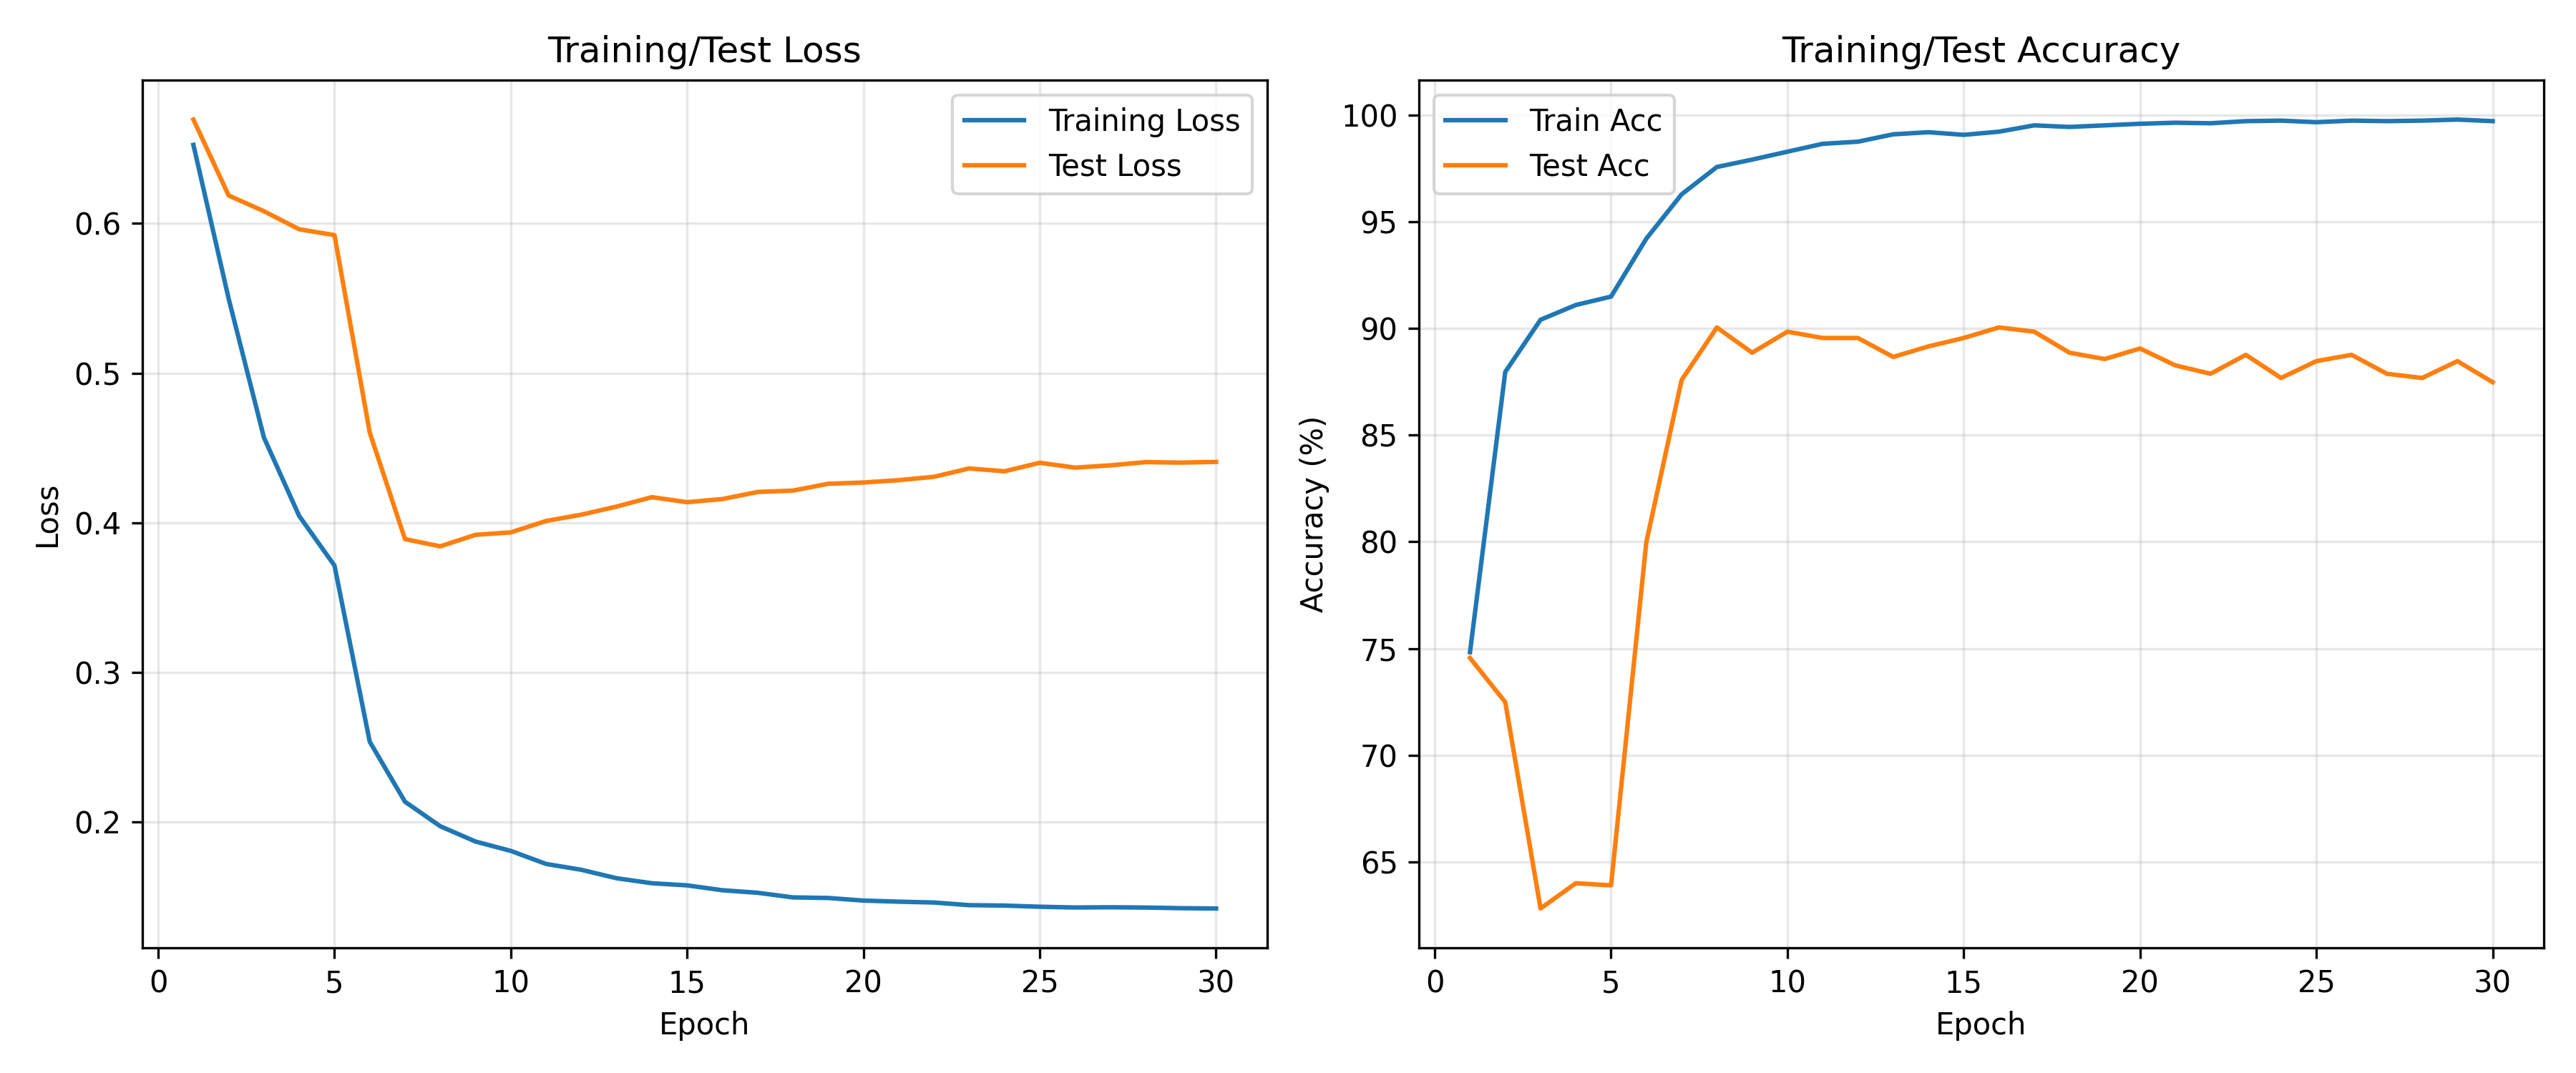 Training/Test Loss
Training Loss
Test Loss
0.6
0.5
0.4
0.3
0.2
Loss
0 5 10 15 20 25 30
Epoch
Training/Test Accuracy
Train Acc
Test Acc
100
95
90
85
80
75
70
65
Accuracy (%)
0 5 10 15 20 25 30
Epoch